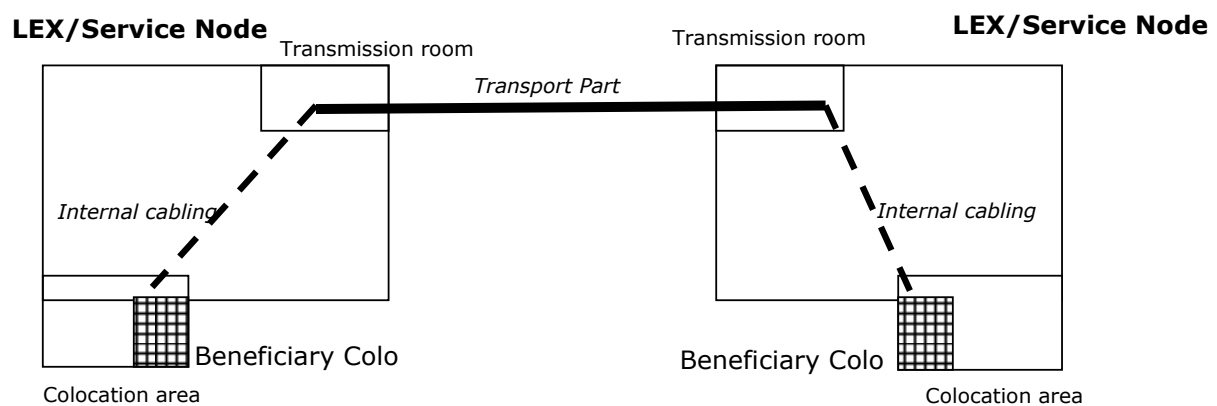 LEX/Service Node
LEX/Service Node
Transmission room
Transmission room
Transport Part
Internal cabling
Internal cabling
Beneficiary Colo
Beneficiary Colo
Colocation area
Colocation area